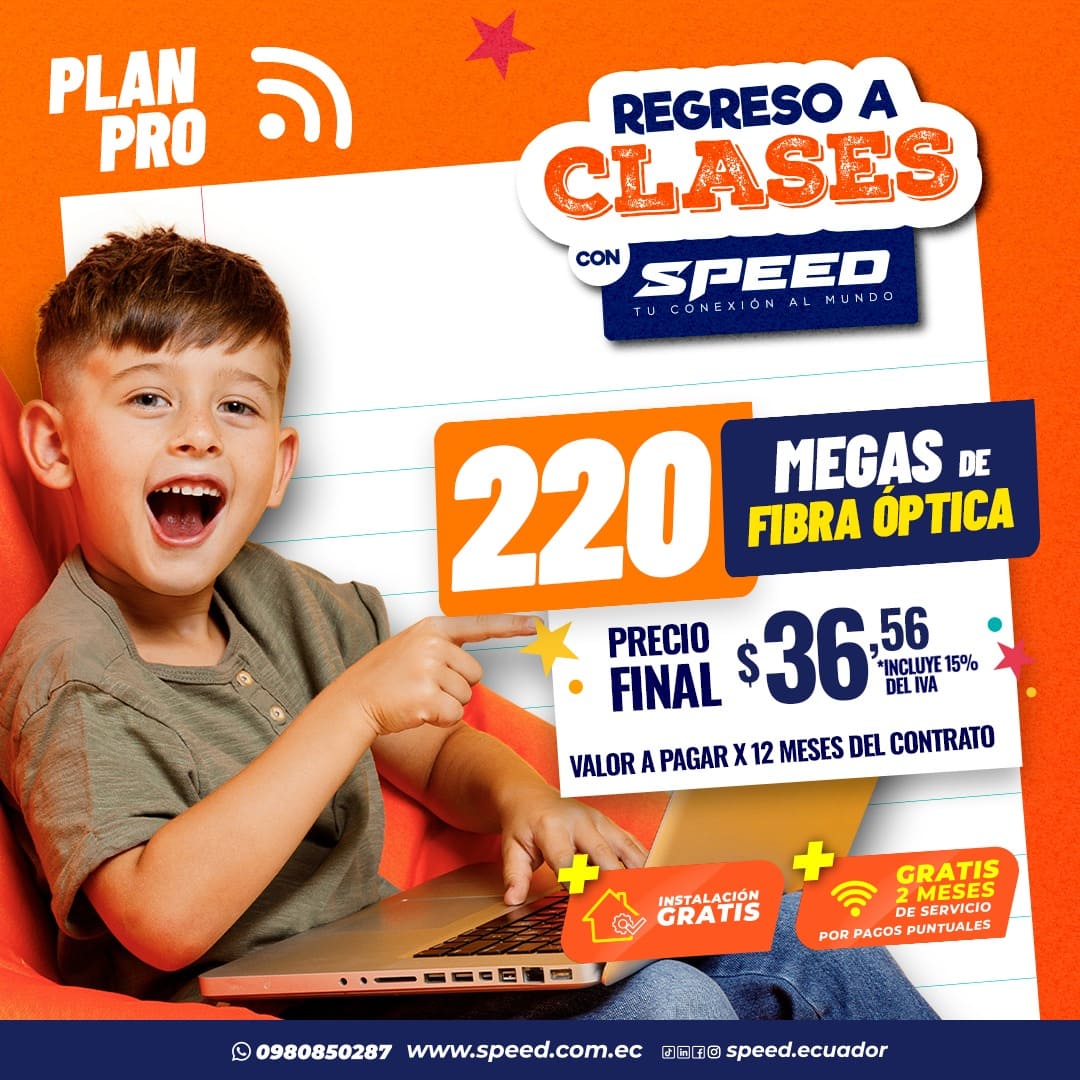 PLAN
PRO
REGRESO A
CLASES
CON
SPEED
TU CONEXIÓN AL MUNDO
220
MEGAS DE
FIBRA ÓPTICA
PRECIO
FINAL
$36,56
*INCLUYE 15%
DEL IVA
VALOR A PAGAR X 12 MESES DEL CONTRATO
+
INSTALACIÓN
GRATIS
+
GRATIS
2 MESES
DE SERVICIO
POR PAGOS PUNTUALES
0980850287 www.speed.com.ec speed.ecuador